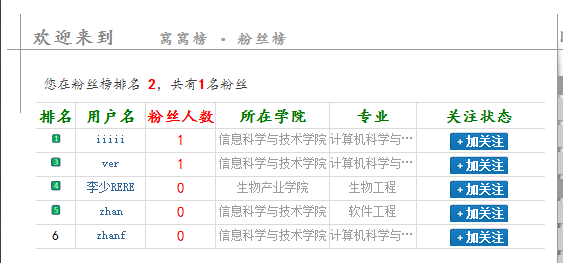 欢迎来到 窝窝榜 · 粉丝榜
您在粉丝榜排名 2，共有1名粉丝
排名 用户名 粉丝人数 所在学院 专业 关注状态
1 iiiii 1 信息科学与技术学院 计算机科学与… +加关注
3 ver 1 信息科学与技术学院 计算机科学与… +加关注
4 李少RERE 0 生物产业学院 生物工程 +加关注
5 zhan 0 信息科学与技术学院 软件工程 +加关注
6 zhanf 0 信息科学与技术学院 计算机科学与… +加关注